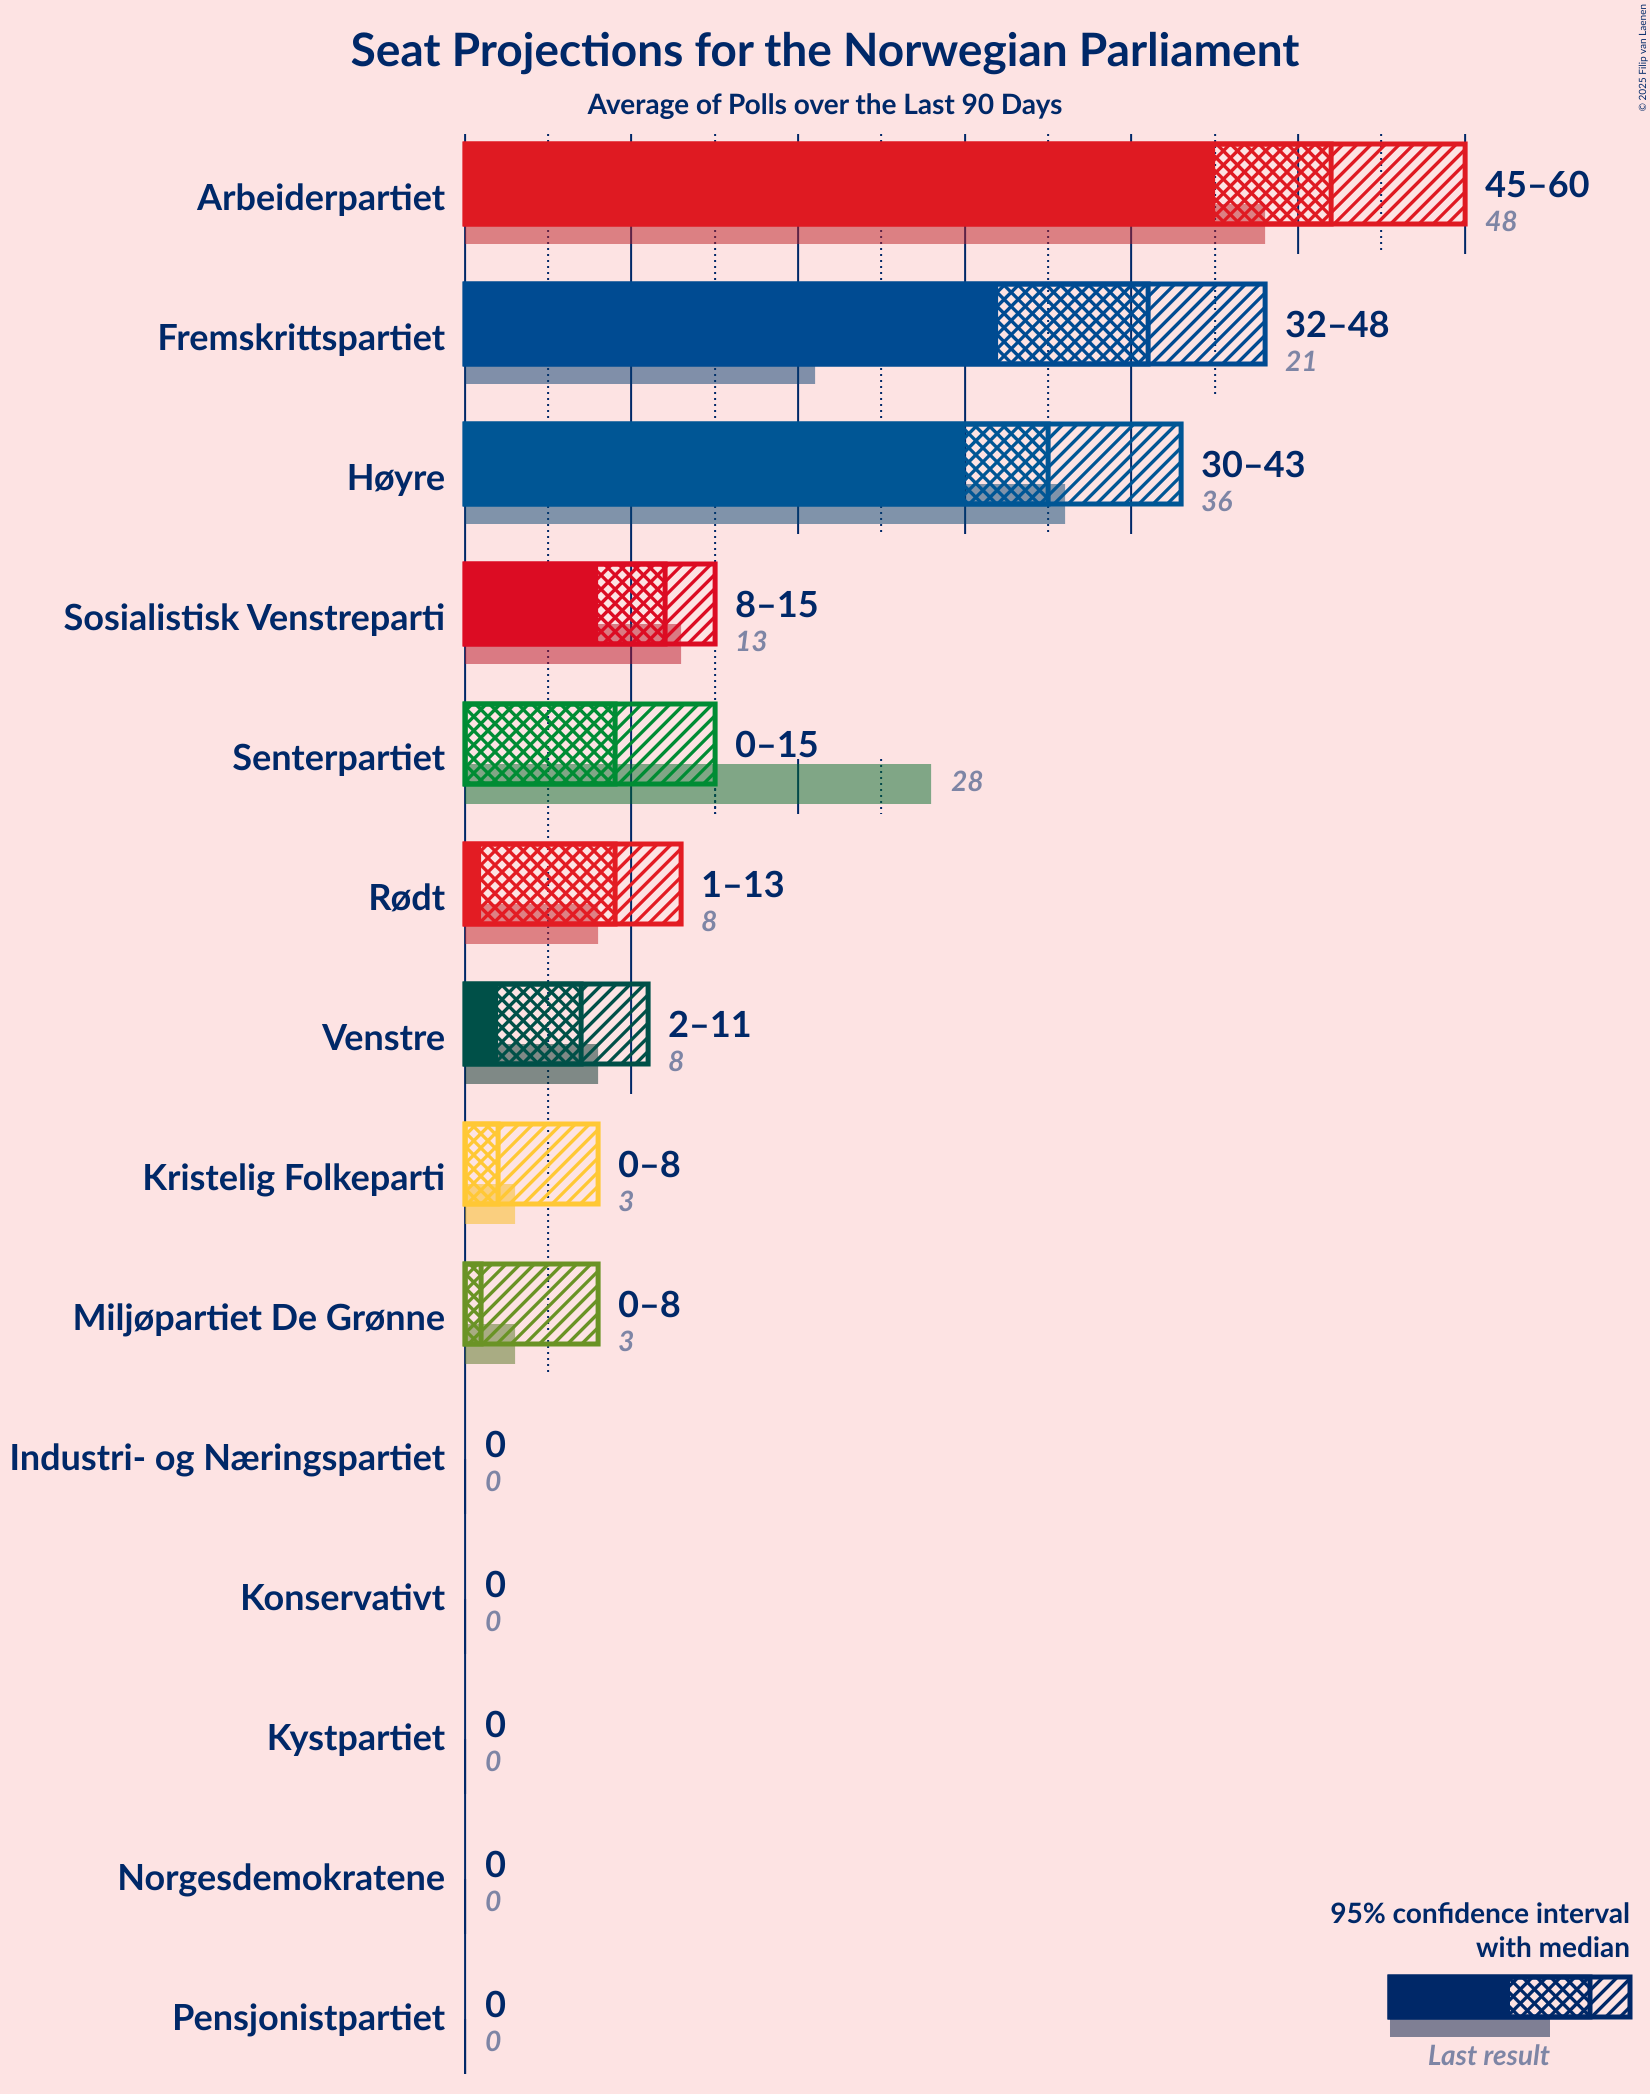 Seat Projections for the Norwegian Parliament
Average of Polls over the Last 90 Days
© 2025 Filip van Laenen
Arbeiderpartiet
45–60
48
Fremskrittspartiet
32–48
21
Høyre
30–43
36
Sosialistisk Venstreparti
8–15
13
Senterpartiet
0–15
28
Rødt
1–13
8
Venstre
2–11
8
Kristelig Folkeparti
0–8
3
Miljøpartiet De Grønne
0–8
3
Industri- og Næringspartiet
0
0
Konservativt
0
0
Kystpartiet
0
0
Norgesdemokratene
0
0
Pensjonistpartiet
0
0
95% confidence interval
with median
Last result